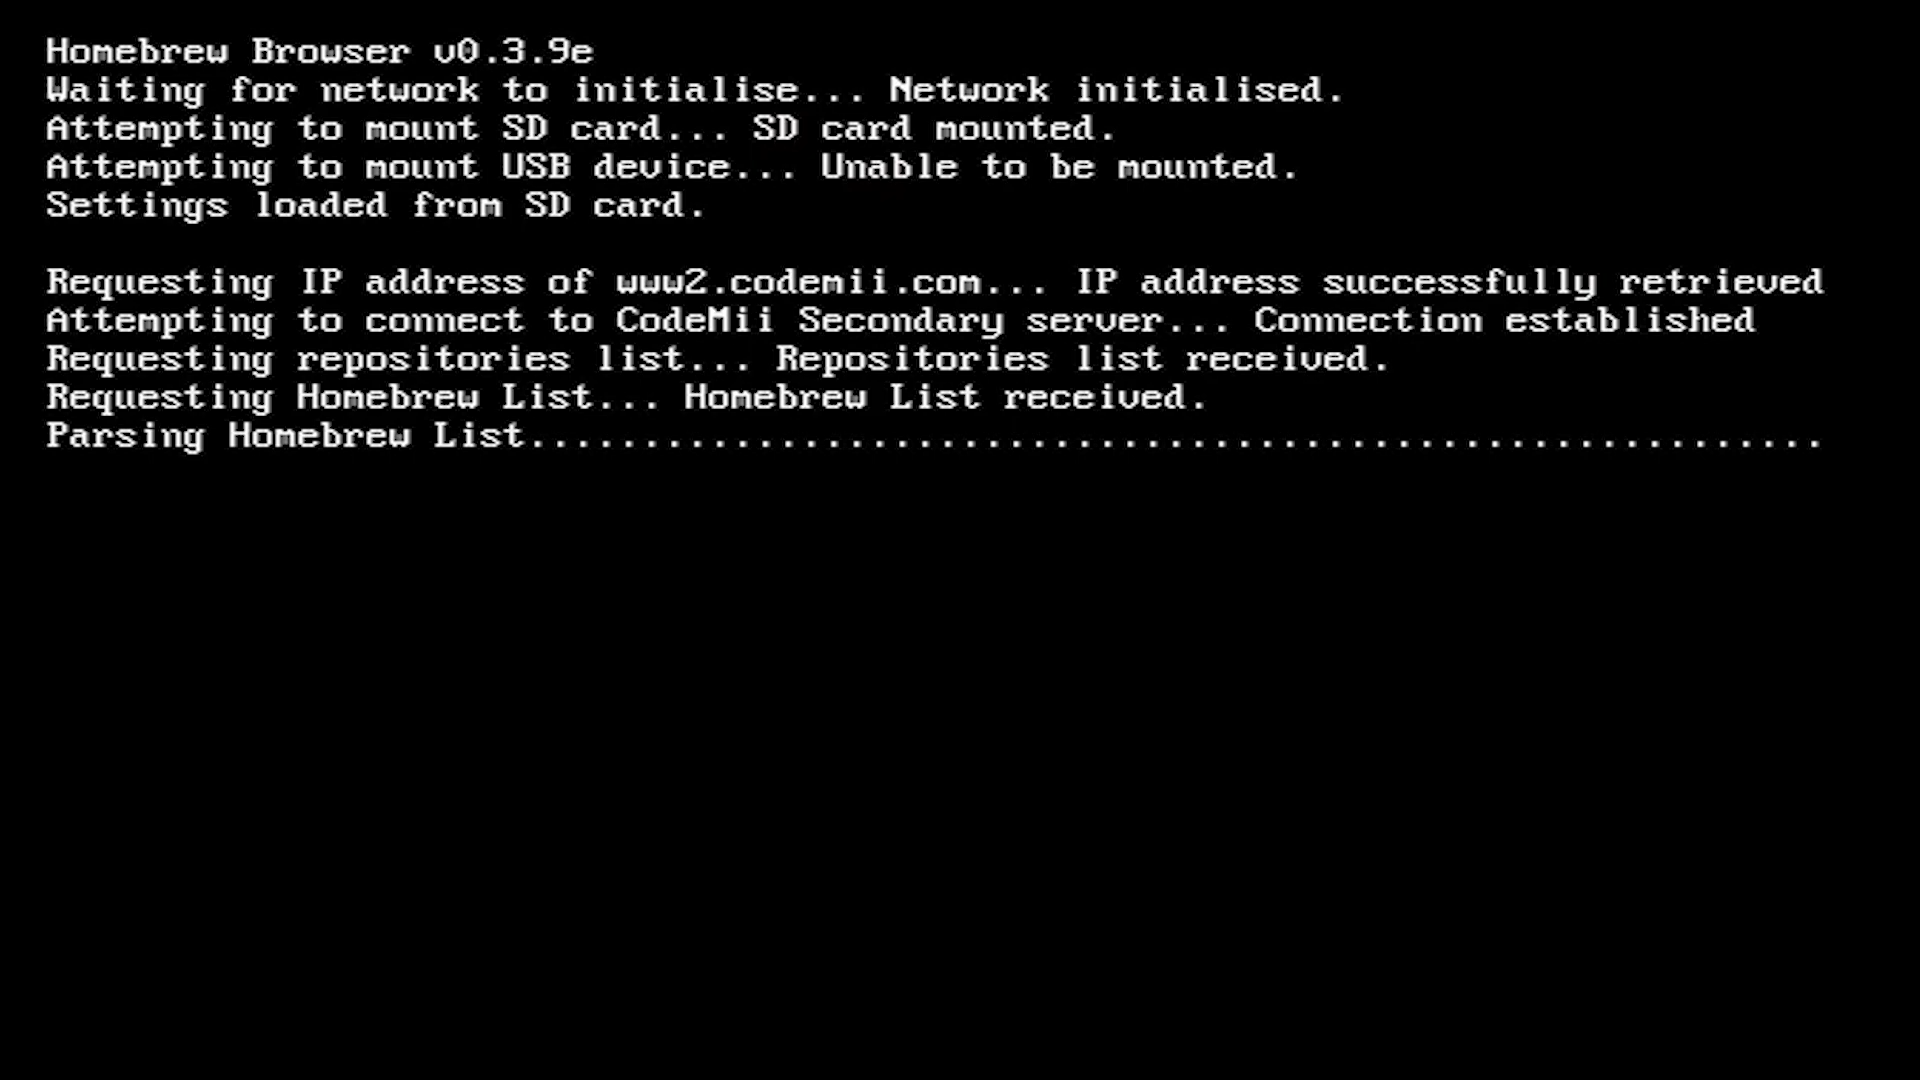 Homebrew Browser v0.3.9e
Waiting for network to initialise... Network initialised.
Attempting to mount SD card... SD card mounted.
Attempting to mount USB device... Unable to be mounted.
Settings loaded from SD card.
Requesting IP address of www2.codemii.com... IP address successfully retrieved
Attempting to connect to CodeMii Secondary server... Connection established
Requesting repositories list... Repositories list received.
Requesting Homebrew List... Homebrew List received.
Parsing Homebrew List.........................................................